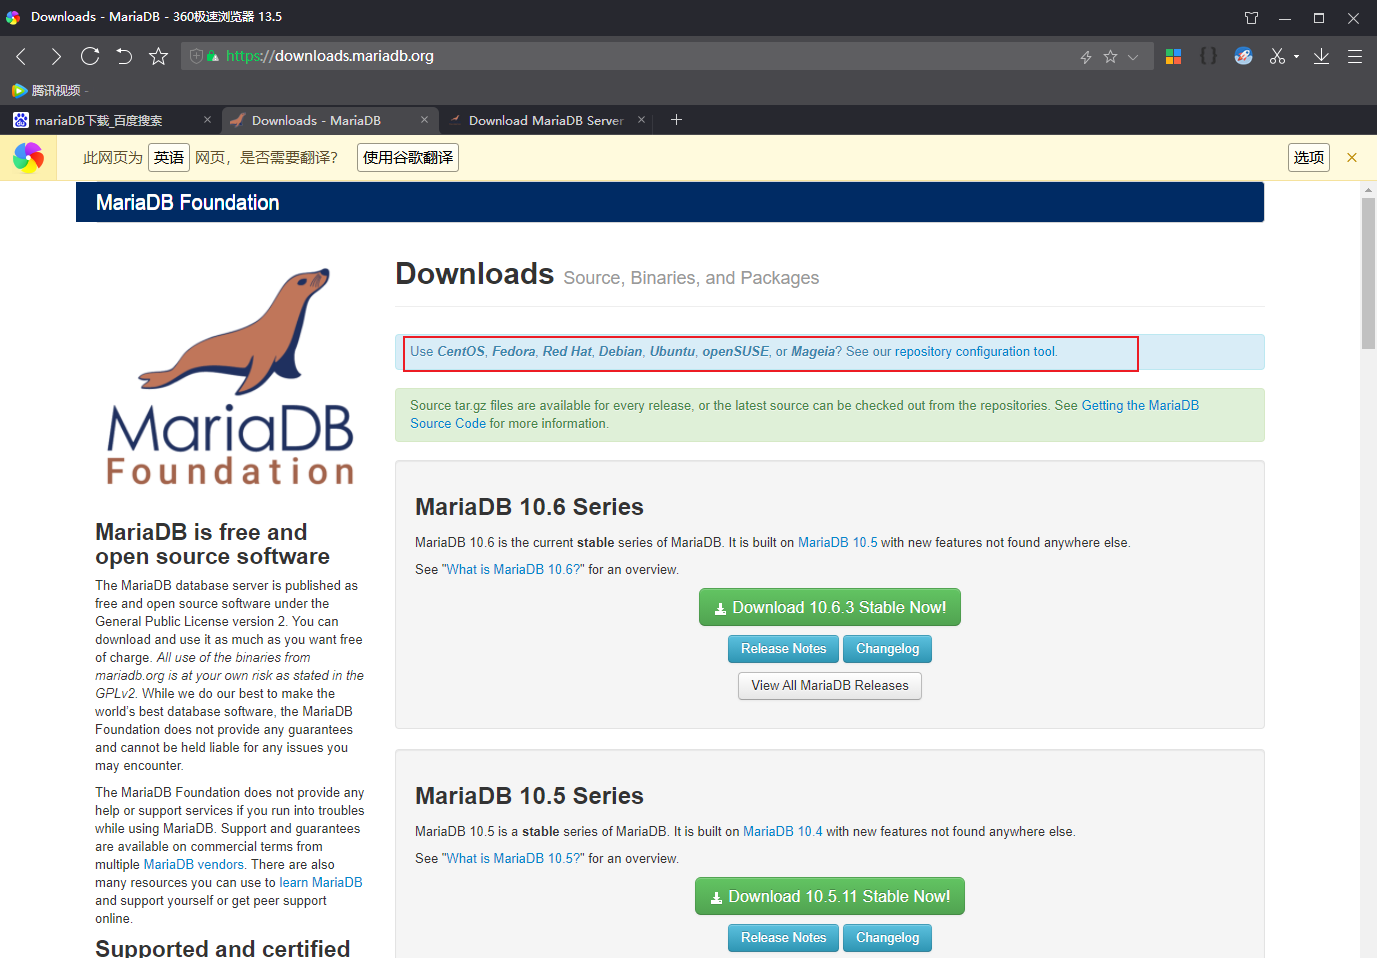 Downloads - MariaDB - 360极速浏览器 13.5
https://downloads.mariadb.org
腾讯视频 -
mariaDB下载_百度搜索
Downloads - MariaDB
Download MariaDB Server
此网页为 英语 网页，是否需要翻译？ 使用谷歌翻译 选项
MariaDB Foundation
MariaDB
Foundation
MariaDB is free and
open source software
The MariaDB database server is published as
free and open source software under the
General Public License version 2. You can
download and use it as much as you want free
of charge. All use of the binaries from
mariadb.org is at your own risk as stated in the
GPLv2. While we do our best to make the
world's best database software, the MariaDB
Foundation does not provide any guarantees
and cannot be held liable for any issues you
may encounter.
The MariaDB Foundation does not provide any
help or support services if you run into troubles
while using MariaDB. Support and guarantees
are available on commercial terms from
multiple MariaDB vendors. There are also
many resources you can use to learn MariaDB
and support yourself or get peer support
online.
Supported and certified
Downloads Source, Binaries, and Packages
Use CentOS, Fedora, Red Hat, Debian, Ubuntu, openSUSE, or Mageia? See our repository configuration tool.
Source tar.gz files are available for every release, or the latest source can be checked out from the repositories. See Getting the MariaDB
Source Code for more information.
MariaDB 10.6 Series
MariaDB 10.6 is the current stable series of MariaDB. It is built on MariaDB 10.5 with new features not found anywhere else.
See "What is MariaDB 10.6?" for an overview.
Download 10.6.3 Stable Now!
Release Notes Changelog
View All MariaDB Releases
MariaDB 10.5 Series
MariaDB 10.5 is a stable series of MariaDB. It is built on MariaDB 10.4 with new features not found anywhere else.
See "What is MariaDB 10.5?" for an overview.
Download 10.5.11 Stable Now!
Release Notes Changelog